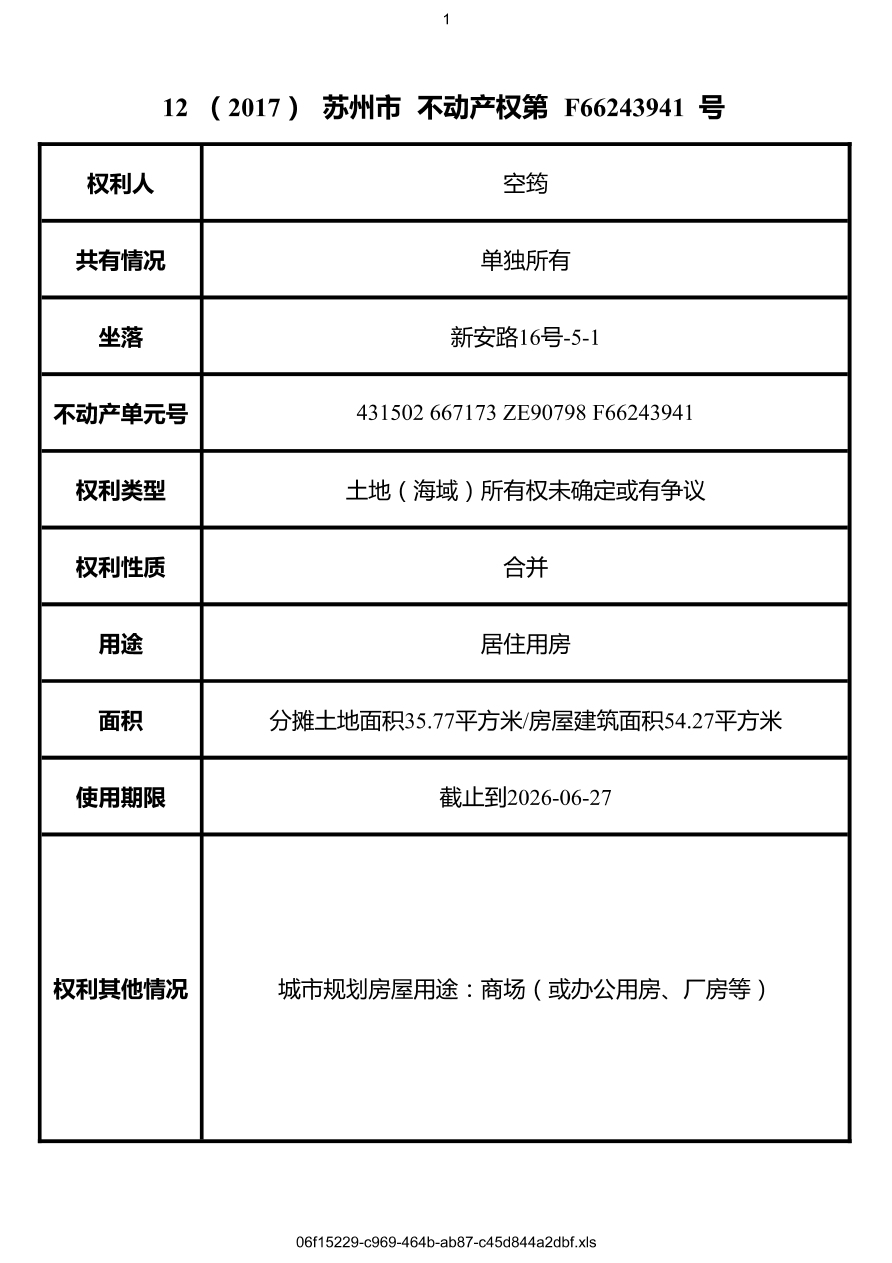 1
12 （2017） 苏州市 不动产权第 F66243941 号
权利人 空筠
共有情况 单独所有
坐落 新安路16号-5-1
不动产单元号 431502 667173 ZE90798 F66243941
权利类型 土地（海域）所有权未确定或有争议
权利性质 合并
用途 居住用房
面积 分摊土地面积35.77平方米/房屋建筑面积54.27平方米
使用期限 截止到2026-06-27
权利其他情况 城市规划房屋用途：商场（或办公用房、厂房等）
06f15229-c969-464b-ab87-c45d844a2dbf.xls